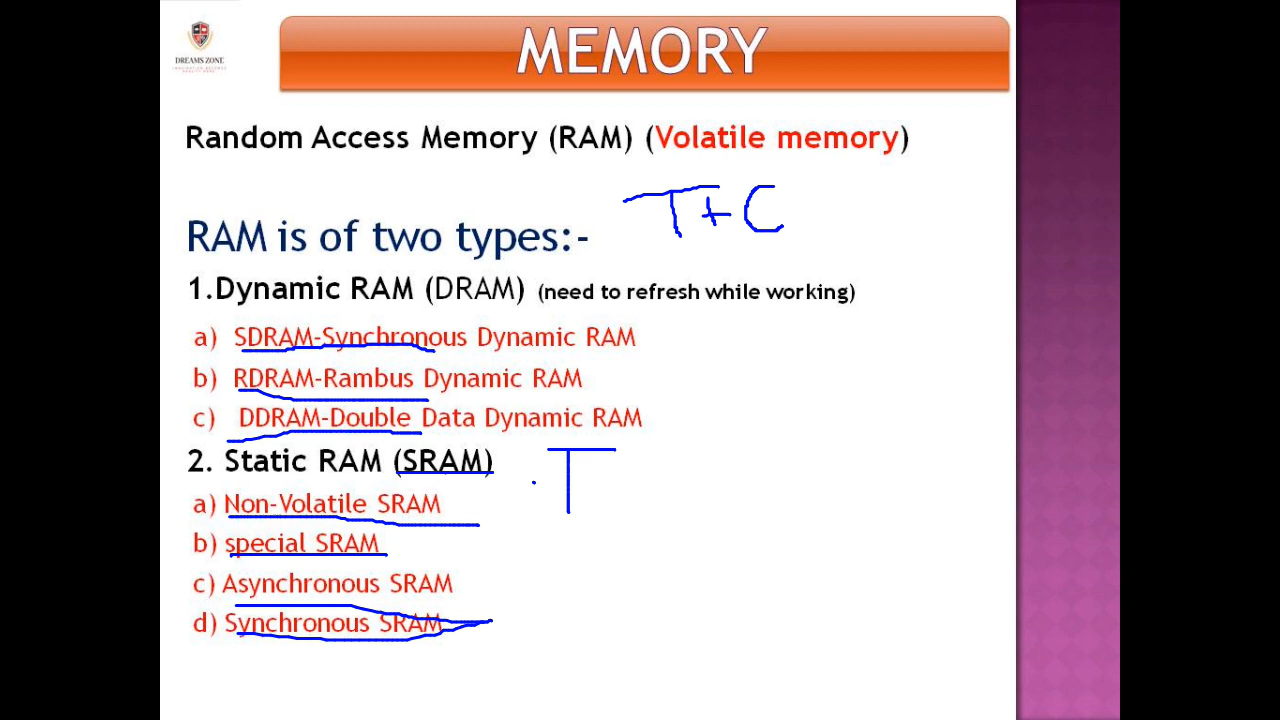 DREAMS ZONE
MEMORY
Random Access Memory (RAM) (Volatile memory)
T+C
RAM is of two types:-
1.Dynamic RAM (DRAM) (need to refresh while working)
a) SDRAM-Synchronous Dynamic RAM
b) RDRAM-Rambus Dynamic RAM
c) DDRAM-Double Data Dynamic RAM
2. Static RAM (SRAM)
T
a) Non-Volatile SRAM
b) special SRAM
c) Asynchronous SRAM
d) Synchronous SRAM